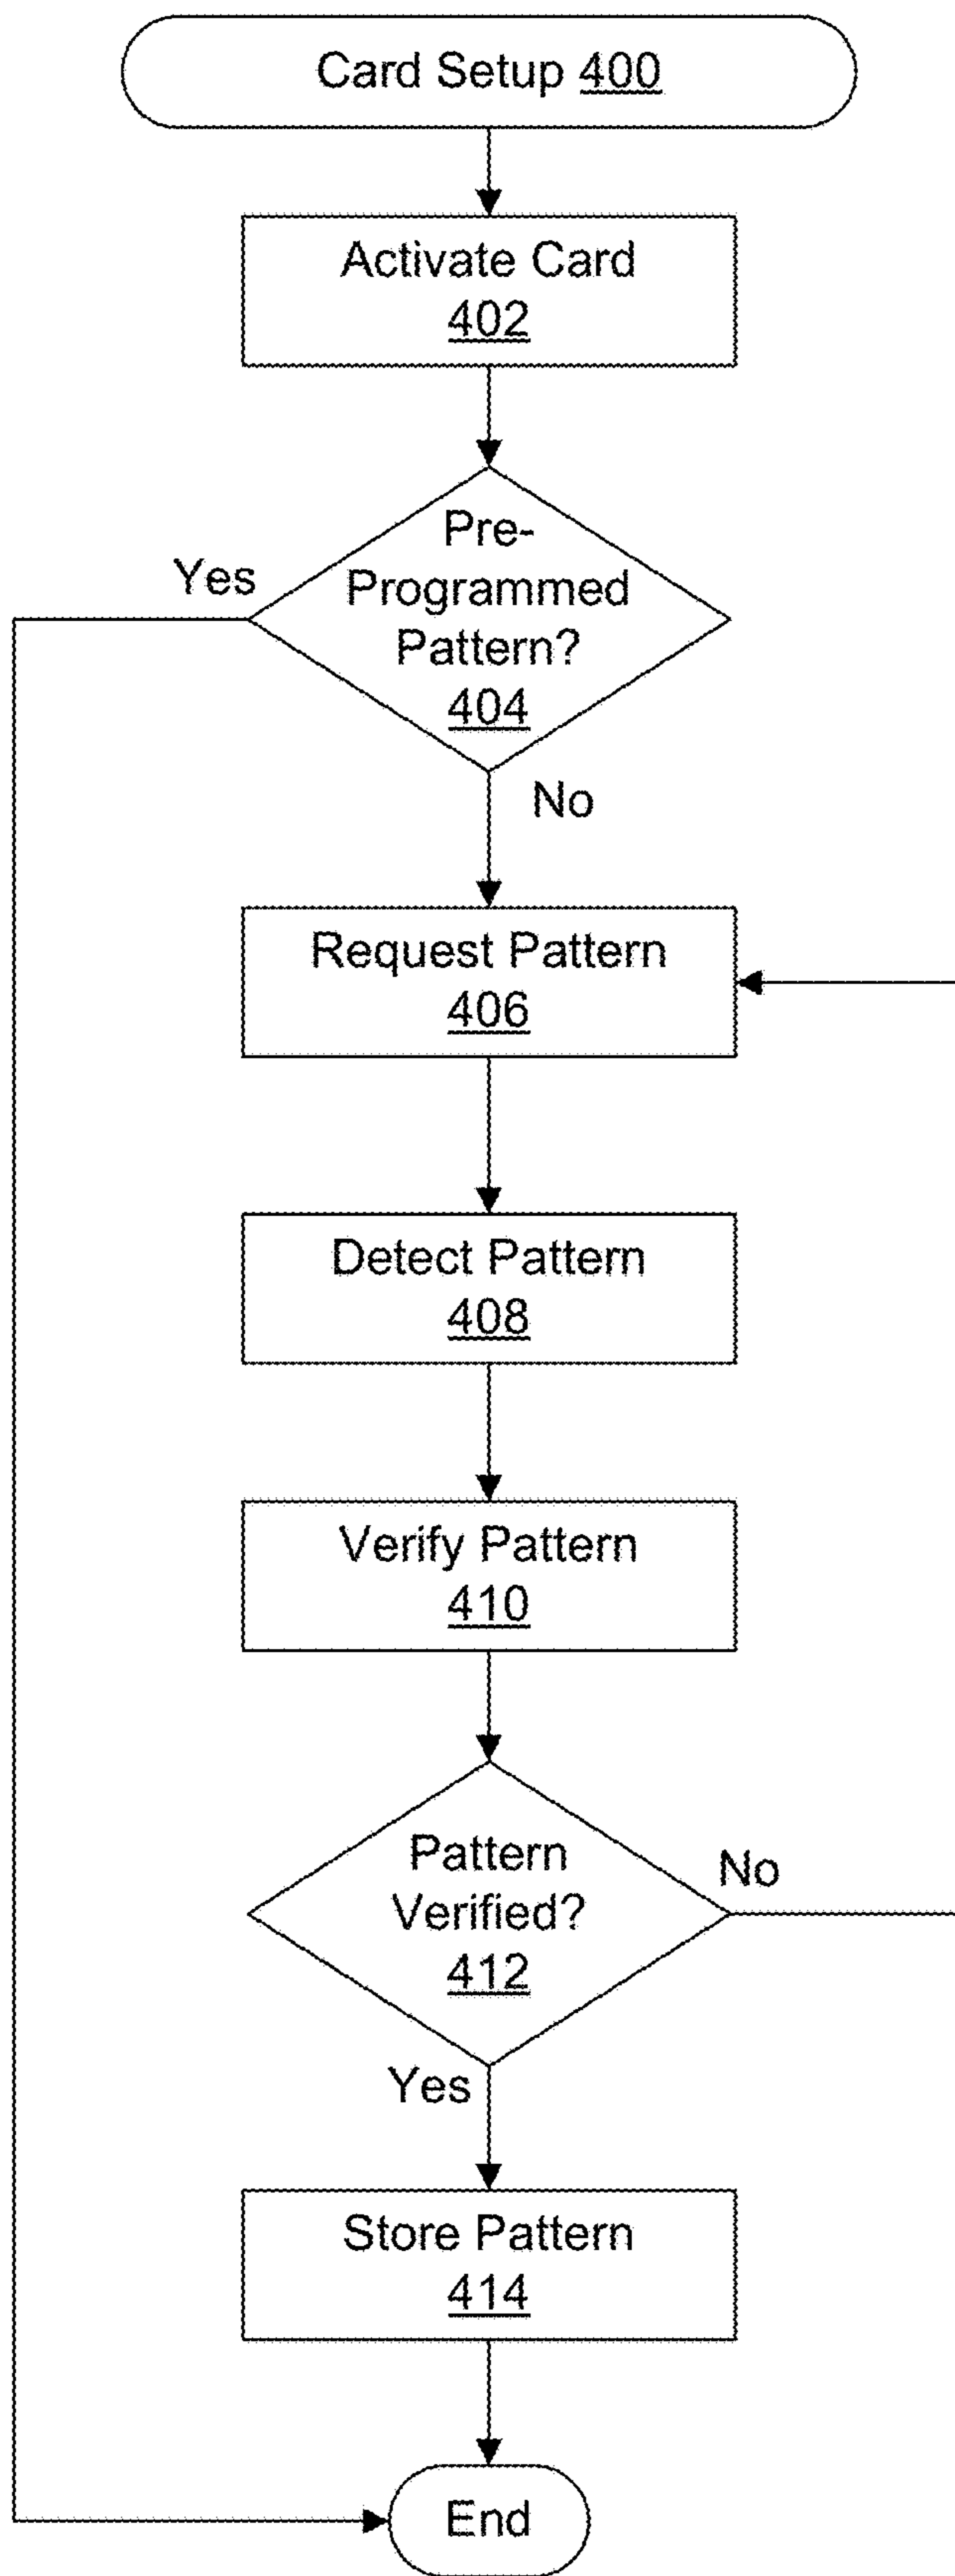 Card Setup 400
Activate Card
402
Pre-
Programmed
Pattern?
404
Yes
No
Request Pattern
406
Detect Pattern
408
Verify Pattern
410
Pattern
Verified?
412
No
Yes
Store Pattern
414
End